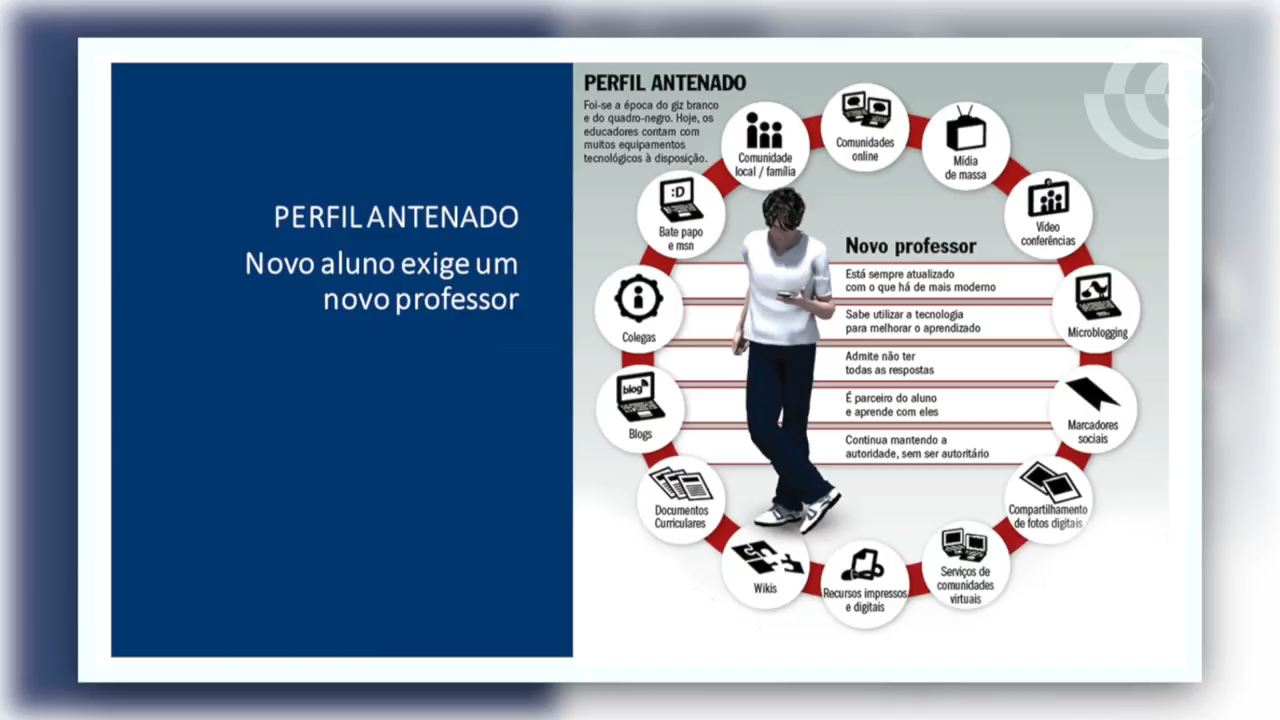 PERFIL ANTENADO
Novo aluno exige um
novo professor
PERFIL ANTENADO
Foi-se a época do giz branco
e do quadro-negro. Hoje, os
educadores contam com
muitos equipamentos
tecnológicos à disposição.
Comunidade
local / família
Comunidades
online
Mídia
de massa
:D
Bate papo
e msn
Vídeo
conferências
Novo professor
Está sempre atualizado
com o que há de mais moderno
Sabe utilizar a tecnologia
para melhorar o aprendizado
Admite não ter
todas as respostas
É parceiro do aluno
e aprende com eles
Continua mantendo a
autoridade, sem ser autoritário
Colegas
Microblogging
blog
Blogs
Marcadores
sociais
Documentos
Curriculares
Compartilhamento
de fotos digitais
Wikis
Recursos impressos
e digitais
Serviços de
comunidades
virtuais